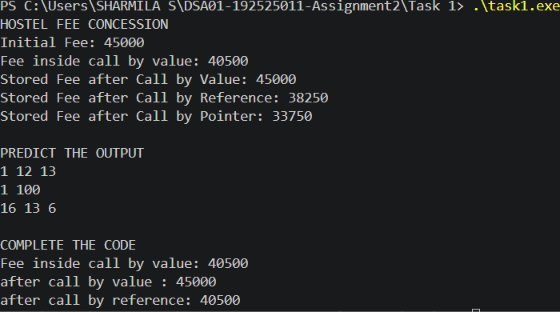 PS C:\Users\SHARMILA S\DSA01-192525011-Assignment2\Task 1> .\task1.exe
HOSTEL FEE CONCESSION
Initial Fee: 45000
Fee inside call by value: 40500
Stored Fee after Call by Value: 45000
Stored Fee after Call by Reference: 38250
Stored Fee after Call by Pointer: 33750

PREDICT THE OUTPUT
1 12 13
1 100
16 13 6

COMPLETE THE CODE
Fee inside call by value: 40500
after call by value : 45000
after call by reference: 40500